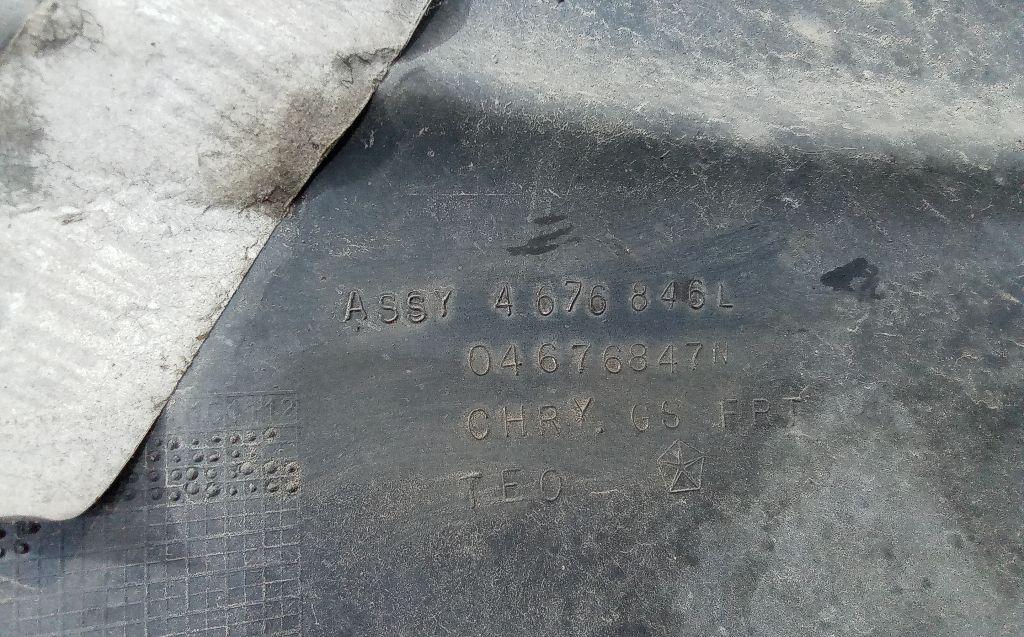 ASSY 4 676 846L
04676847N
CHRY. GS FRT
TEO